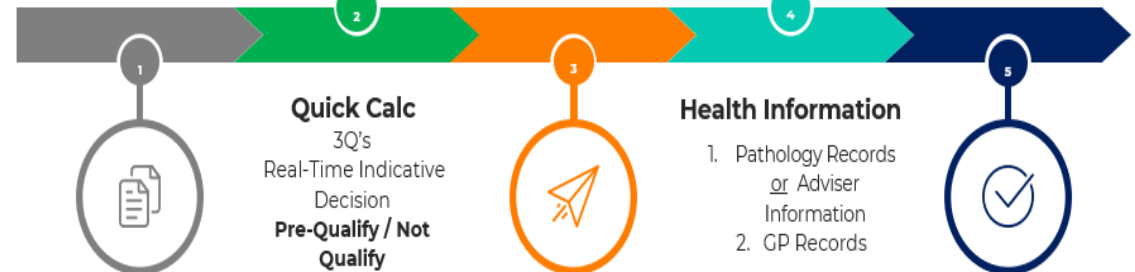 2
4
1
3
5
Quick Calc
3Q's
Real-Time Indicative
Decision
Pre-Qualify / Not
Qualify
Health Information
1. Pathology Records
or Adviser
Information
2. GP Records